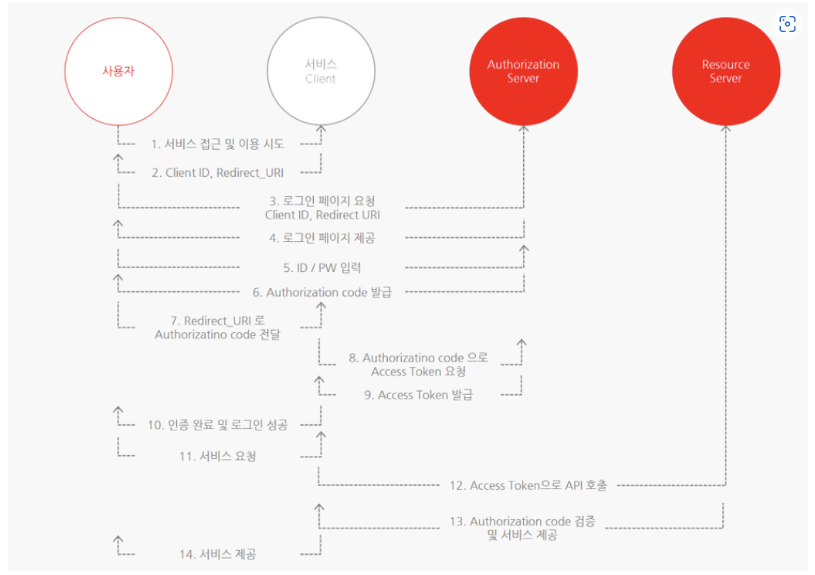 사용자
서비스
Client
Authorization
Server
Resource
Server
1. 서비스 접근 및 이용 시도
2. Client ID, Redirect_URI
3. 로그인 페이지 요청
Client ID, Redirect URI
4. 로그인 페이지 제공
5. ID / PW 입력
6. Authorization code 발급
7. Redirect_URI 로
Authorizatino code 전달
8. Authorizatino code 으로
Access Token 요청
9. Access Token 발급
10. 인증 완료 및 로그인 성공
11. 서비스 요청
12. Access Token으로 API 호출
13. Authorization code 검증
및 서비스 제공
14. 서비스 제공